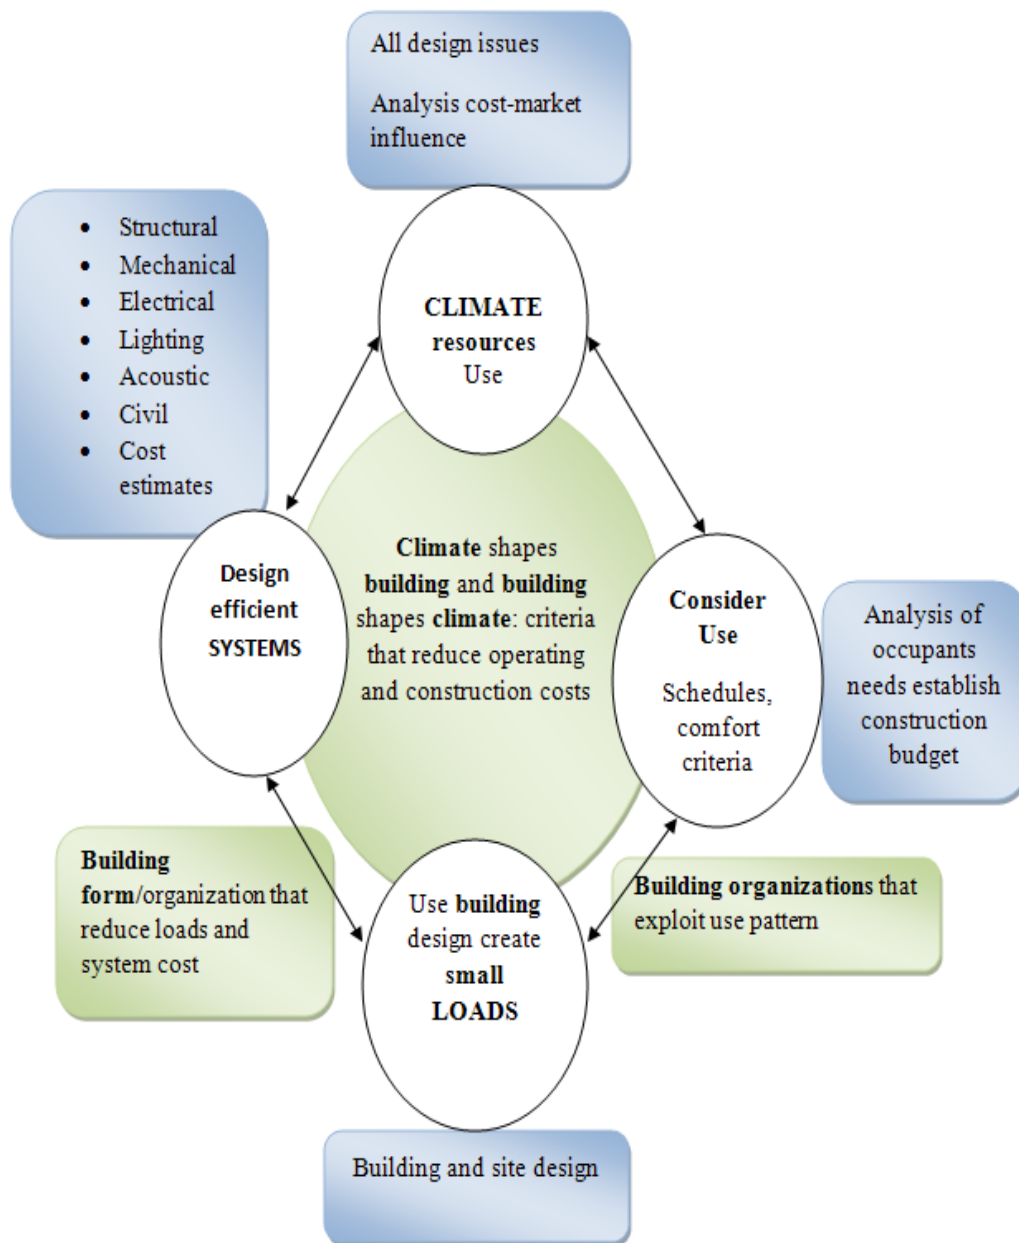 All design issues
Analysis cost-market
influence
• Structural
• Mechanical
• Electrical
• Lighting
• Acoustic
• Civil
• Cost
estimates
CLIMATE
resources
Use
Design
efficient
SYSTEMS
Climate shapes
building and building
shapes climate: criteria
that reduce operating
and construction costs
Consider
Use
Schedules,
comfort
criteria
Analysis of
occupants
needs establish
construction
budget
Building
form/organization that
reduce loads and
system cost
Use building
design create
small
LOADS
Building organizations that
exploit use pattern
Building and site design